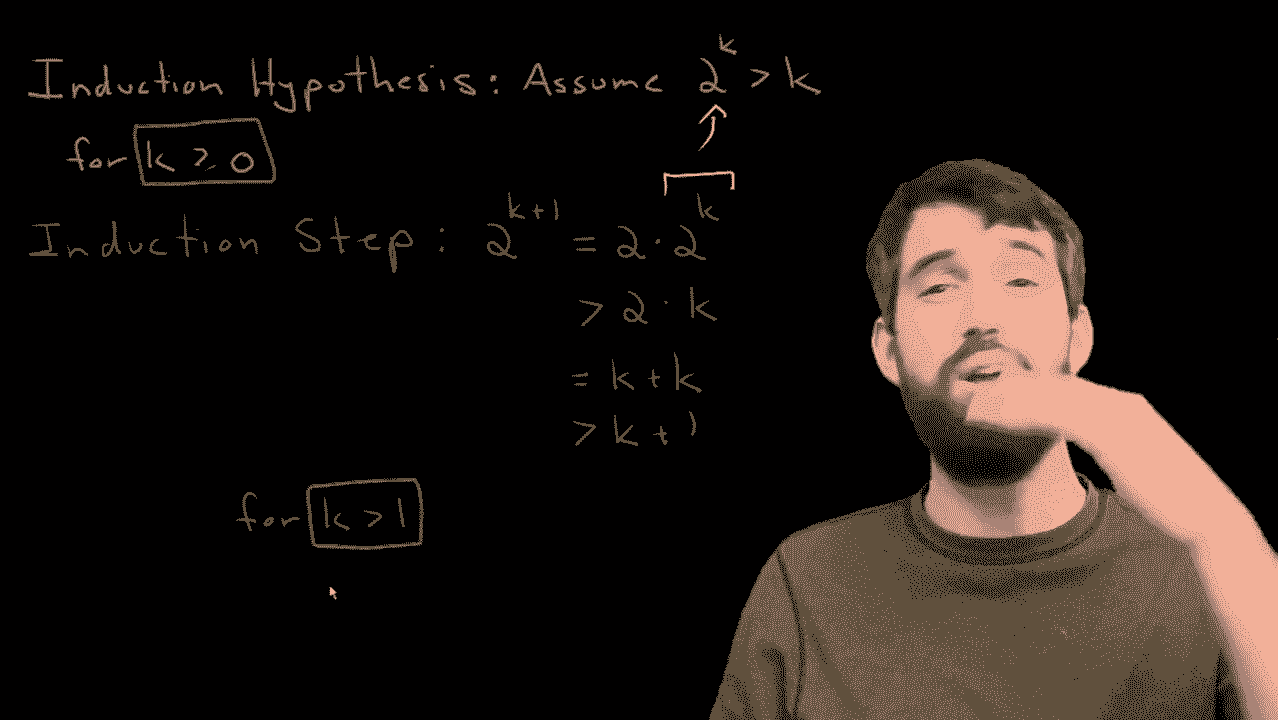 Induction Hypothesis: Assume 2^k > k
for k ≥ 0
Induction Step: 2^{k+1} = 2·2^k
> 2·k
= k+k
> k+1
for k > 1